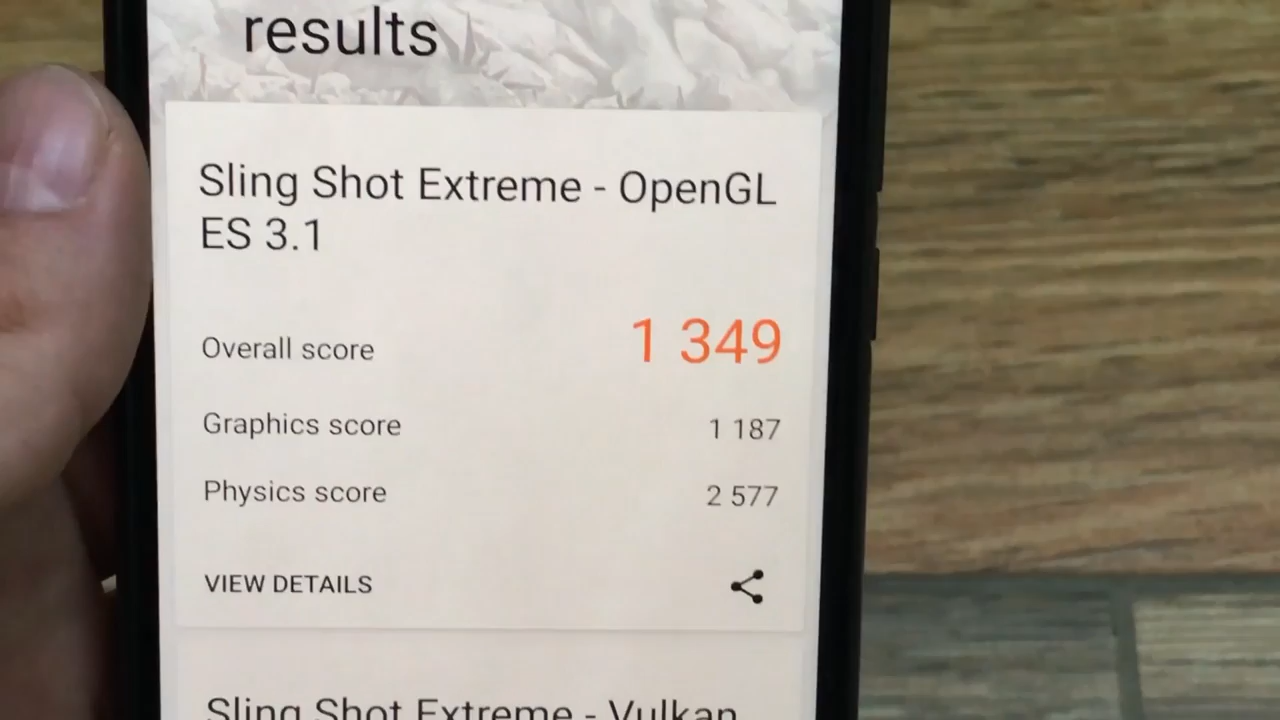 results
Sling Shot Extreme - OpenGL
ES 3.1
Overall score 1 349
Graphics score 1 187
Physics score 2 577
VIEW DETAILS
Sling Shot Extreme - Vulkan